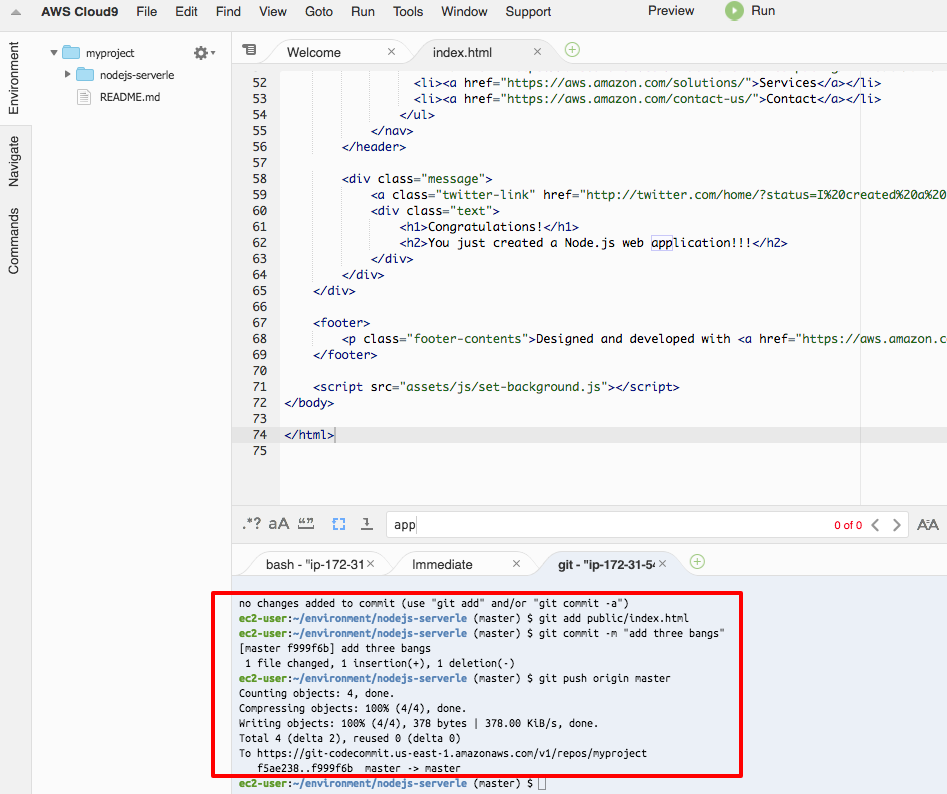 AWS Cloud9 File Edit Find View Goto Run Tools Window Support Preview Run
Environment
Navigate
Commands
myproject
nodejs-serverle
README.md
Welcome × index.html ×
52 <li><a href="https://aws.amazon.com/solutions/">Services</a></li>
53 <li><a href="https://aws.amazon.com/contact-us/">Contact</a></li>
54 </ul>
55 </nav>
56 </header>
57
58 <div class="message">
59 <a class="twitter-link" href="http://twitter.com/home/?status=I%20created%20a%20
60 <div class="text">
61 <h1>Congratulations!</h1>
62 <h2>You just created a Node.js web application!!!</h2>
63 </div>
64 </div>
65 </div>
66
67 <footer>
68 <p class="footer-contents">Designed and developed with <a href="https://aws.amazon.c
69 </footer>
70
71 <script src="assets/js/set-background.js"></script>
72 </body>
73
74 </html>
75
.*? aA “” app 0 of 0 AA
bash - "ip-172-31 × Immediate × git - "ip-172-31-54 ×
no changes added to commit (use "git add" and/or "git commit -a")
ec2-user:~/environment/nodejs-serverle (master) $ git add public/index.html
ec2-user:~/environment/nodejs-serverle (master) $ git commit -m "add three bangs"
[master f999f6b] add three bangs
1 file changed, 1 insertion(+), 1 deletion(-)
ec2-user:~/environment/nodejs-serverle (master) $ git push origin master
Counting objects: 4, done.
Compressing objects: 100% (4/4), done.
Writing objects: 100% (4/4), 378 bytes | 378.00 KiB/s, done.
Total 4 (delta 2), reused 0 (delta 0)
To https://git-codecommit.us-east-1.amazonaws.com/v1/repos/myproject
f5ae238..f999f6b master -> master
ec2-user:~/environment/nodejs-serverle (master) $